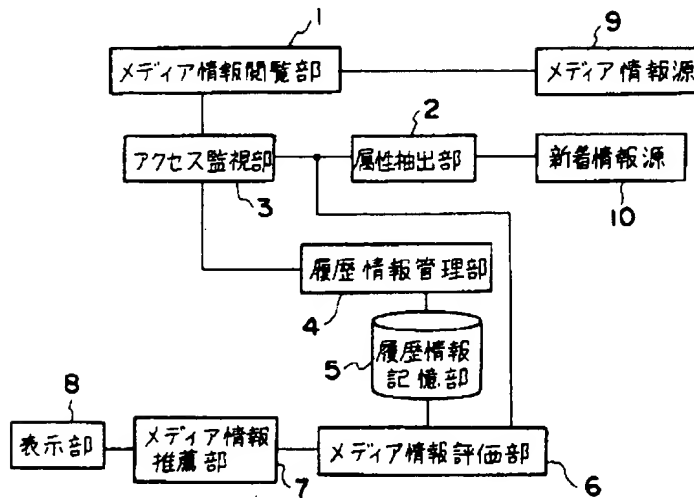 1
9
メディア情報閲覧部
メディア情報源
2
アクセス監視部
属性抽出部
新着情報源
3
10
履歴情報管理部
4
5
履歴情報
記憶部
8
表示部
メディア情報
推薦部
メディア情報評価部
7
6